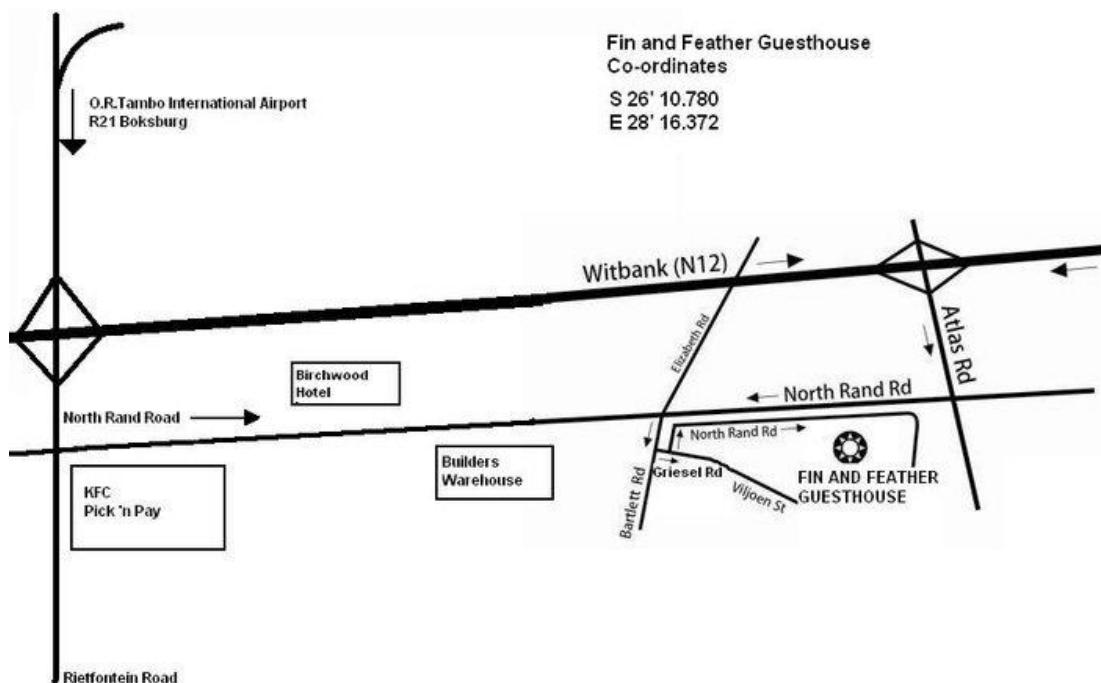 Fin and Feather Guesthouse
Co-ordinates
S 26' 10.780
E 28' 16.372
O.R.Tambo International Airport
R21 Boksburg
Witbank (N12)
Elizabeth Rd
Atlas Rd
Birchwood
Hotel
North Rand Road
North Rand Rd
North Rand Rd
Builders
Warehouse
Griesel Rd
Bartlett Rd
Viljoen St
FIN AND FEATHER
GUESTHOUSE
KFC
Pick 'n Pay
Rietfontein Road